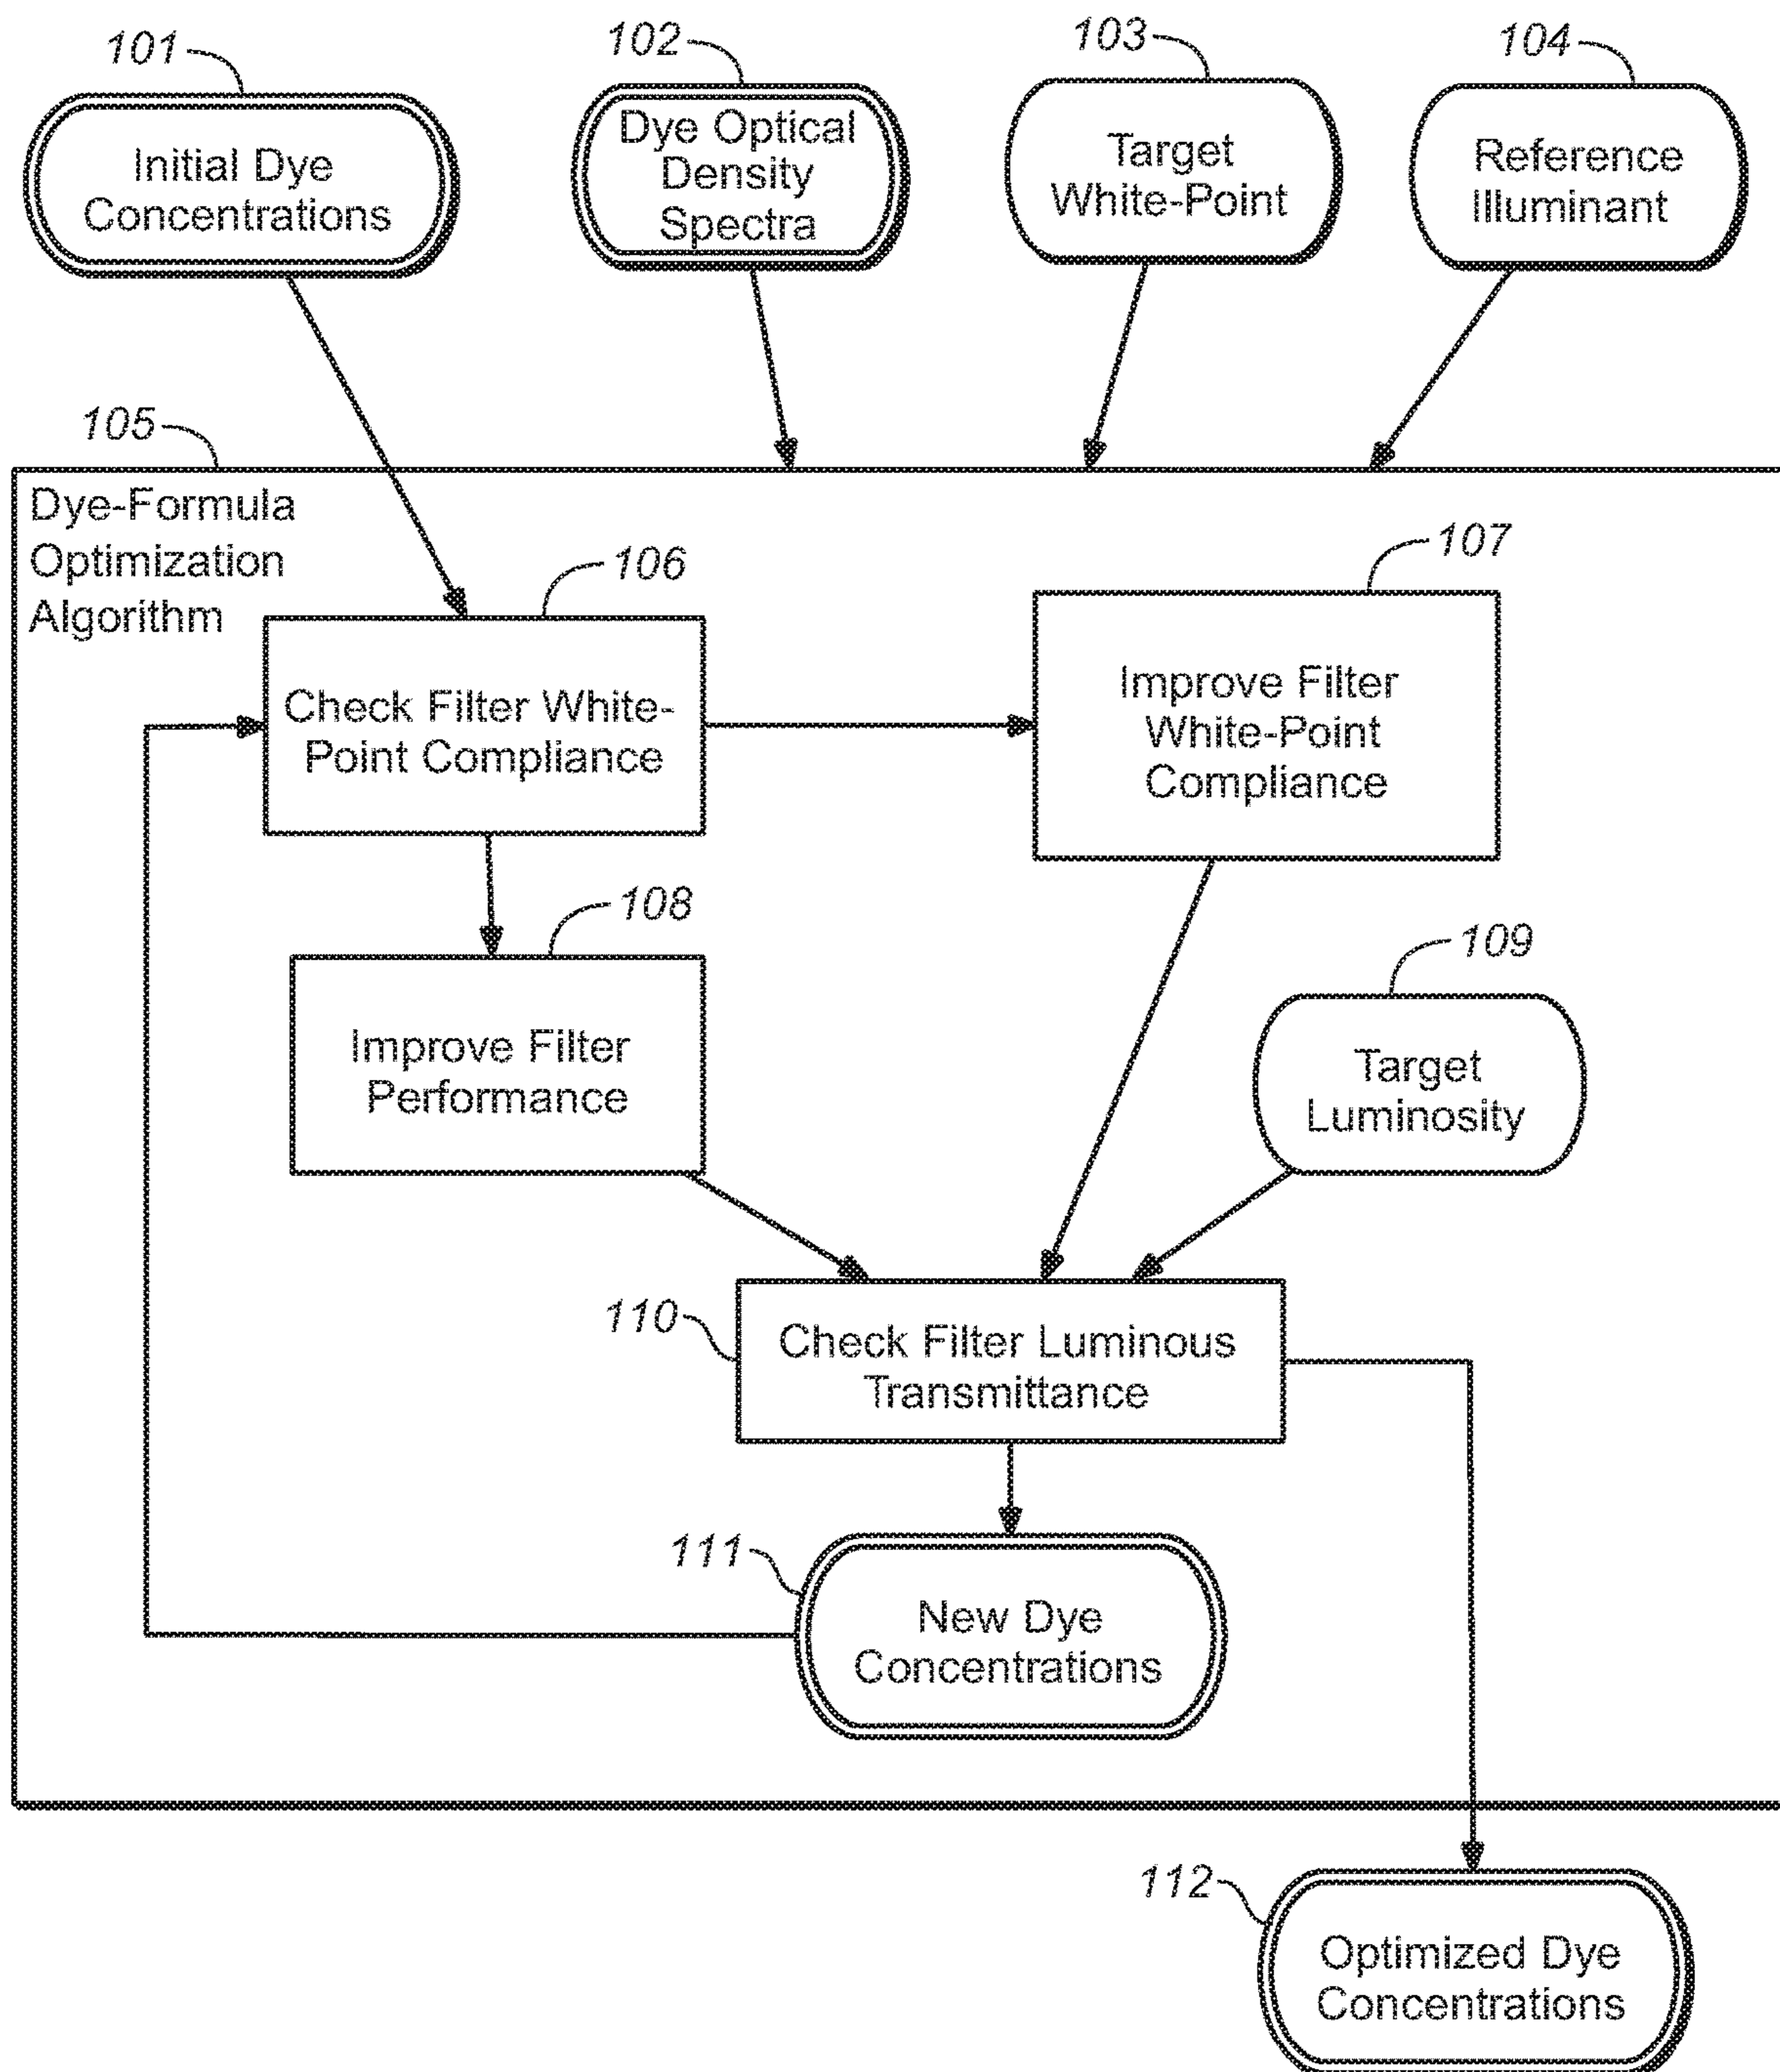 101
102
103
104
Initial Dye
Concentrations
Dye Optical
Density
Spectra
Target
White-Point
Reference
Illuminant
105
Dye-Formula
Optimization
Algorithm
106
107
Check Filter White-
Point Compliance
Improve Filter
White-Point
Compliance
108
109
Improve Filter
Performance
Target
Luminosity
110
Check Filter Luminous
Transmittance
111
New Dye
Concentrations
112
Optimized Dye
Concentrations